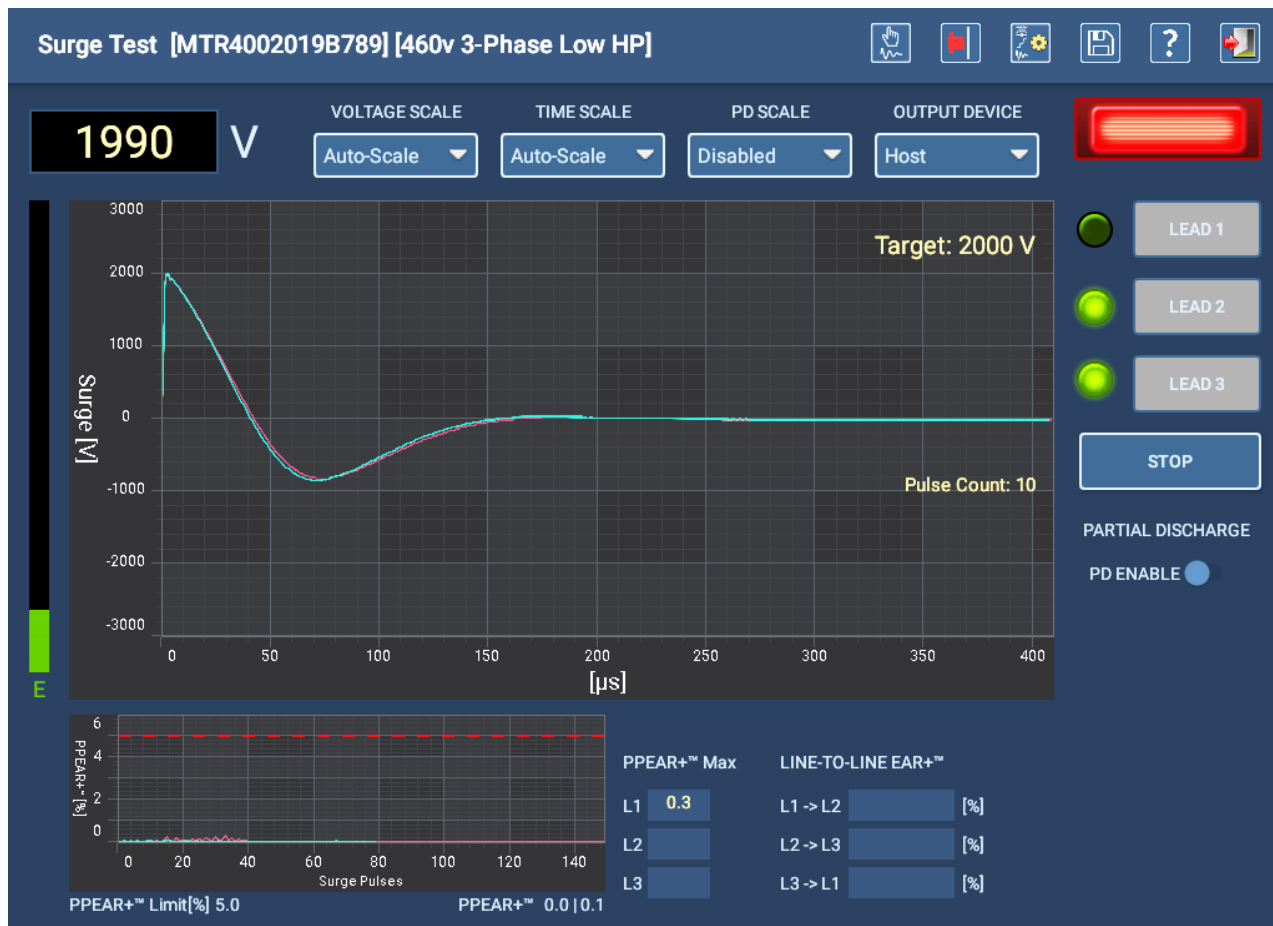 Surge Test [MTR4002019B789] [460v 3-Phase Low HP]
?
1990 V
VOLTAGE SCALE
Auto-Scale
TIME SCALE
Auto-Scale
PD SCALE
Disabled
OUTPUT DEVICE
Host
3000
2000
1000
0
-1000
-2000
-3000
Surge [V]
Target: 2000 V
Pulse Count: 10
0 50 100 150 200 250 300 350 400
[µs]
E
LEAD 1
LEAD 2
LEAD 3
STOP
PARTIAL DISCHARGE
PD ENABLE
6
4
2
0
PPEAR+™ [%]
0 20 40 60 80 100 120 140
Surge Pulses
PPEAR+™ Limit[%] 5.0
PPEAR+™ 0.0 | 0.1
PPEAR+™ Max
L1 0.3
L2
L3
LINE-TO-LINE EAR+™
L1 -> L2 [%]
L2 -> L3 [%]
L3 -> L1 [%]